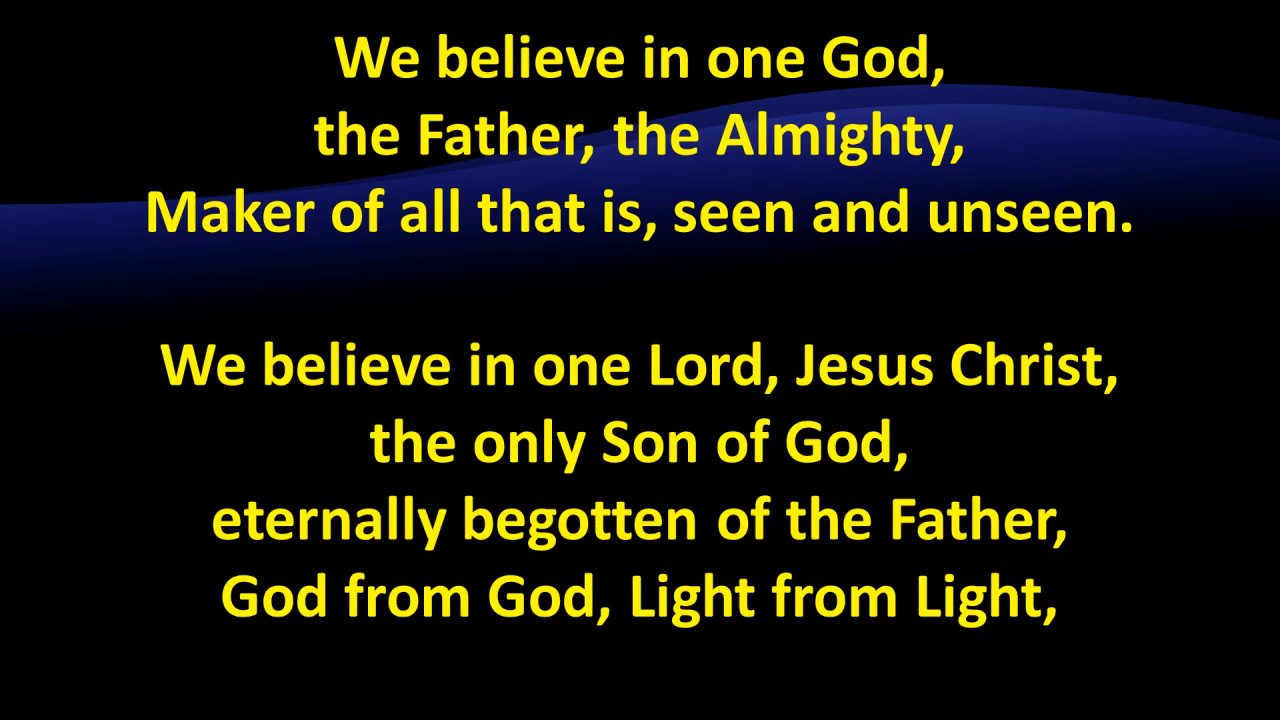 We believe in one God,
the Father, the Almighty,
Maker of all that is, seen and unseen.
We believe in one Lord, Jesus Christ,
the only Son of God,
eternally begotten of the Father,
God from God, Light from Light,